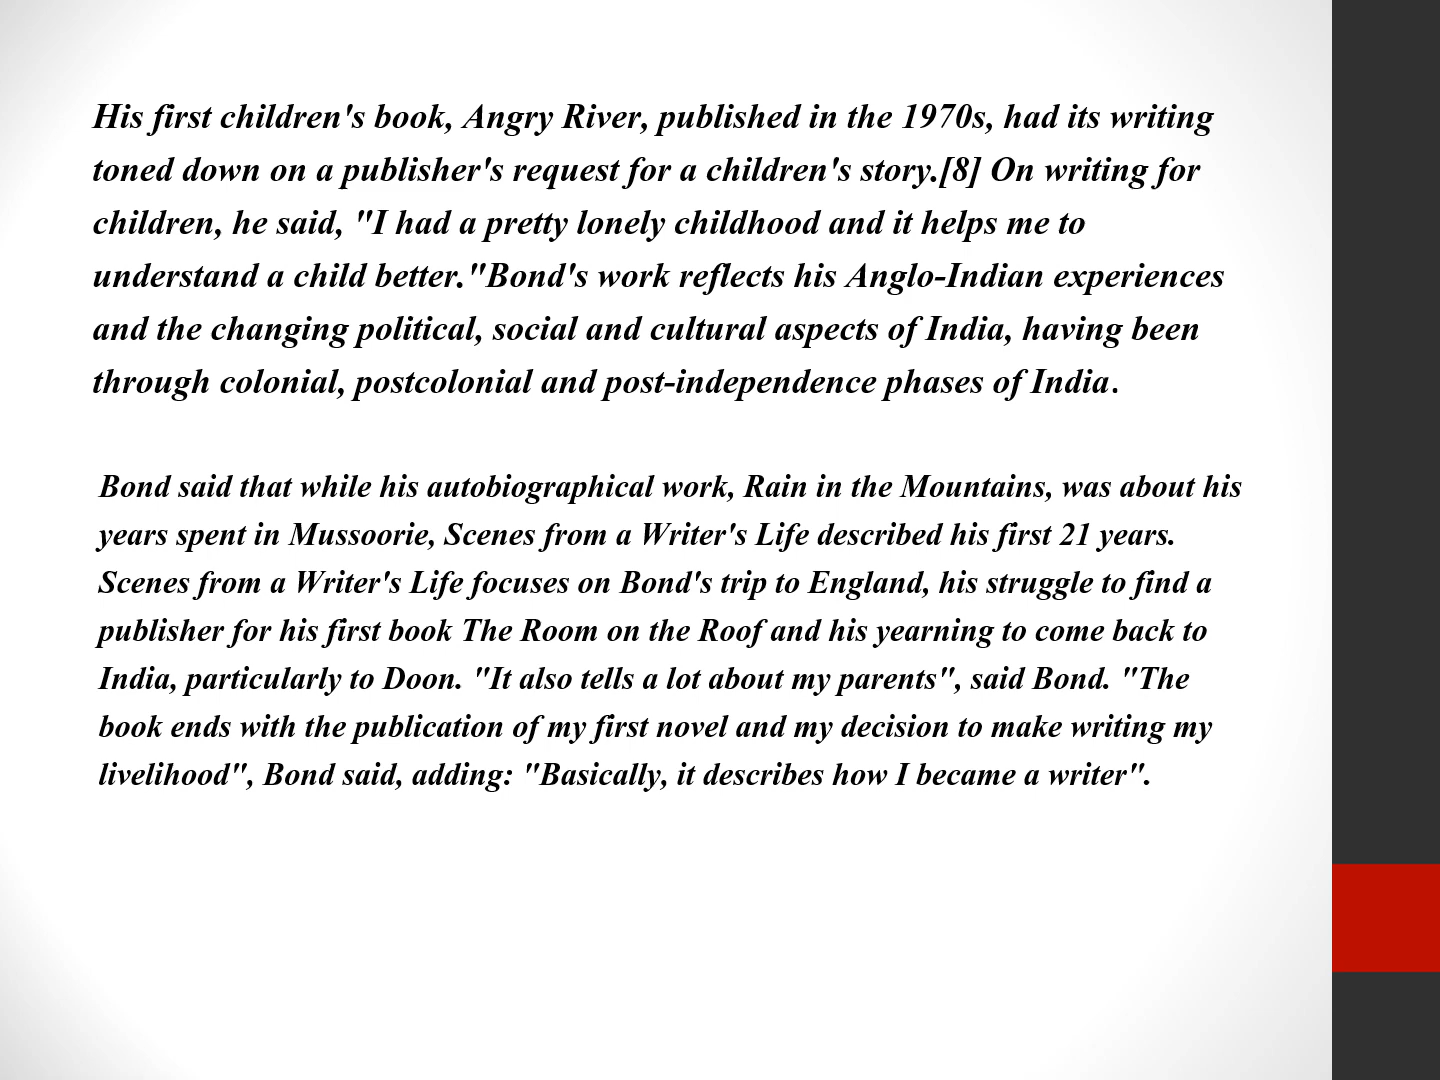 His first children's book, Angry River, published in the 1970s, had its writing
toned down on a publisher's request for a children's story.[8] On writing for
children, he said, "I had a pretty lonely childhood and it helps me to
understand a child better."Bond's work reflects his Anglo-Indian experiences
and the changing political, social and cultural aspects of India, having been
through colonial, postcolonial and post-independence phases of India.
Bond said that while his autobiographical work, Rain in the Mountains, was about his
years spent in Mussoorie, Scenes from a Writer's Life described his first 21 years.
Scenes from a Writer's Life focuses on Bond's trip to England, his struggle to find a
publisher for his first book The Room on the Roof and his yearning to come back to
India, particularly to Doon. "It also tells a lot about my parents", said Bond. "The
book ends with the publication of my first novel and my decision to make writing my
livelihood", Bond said, adding: "Basically, it describes how I became a writer".